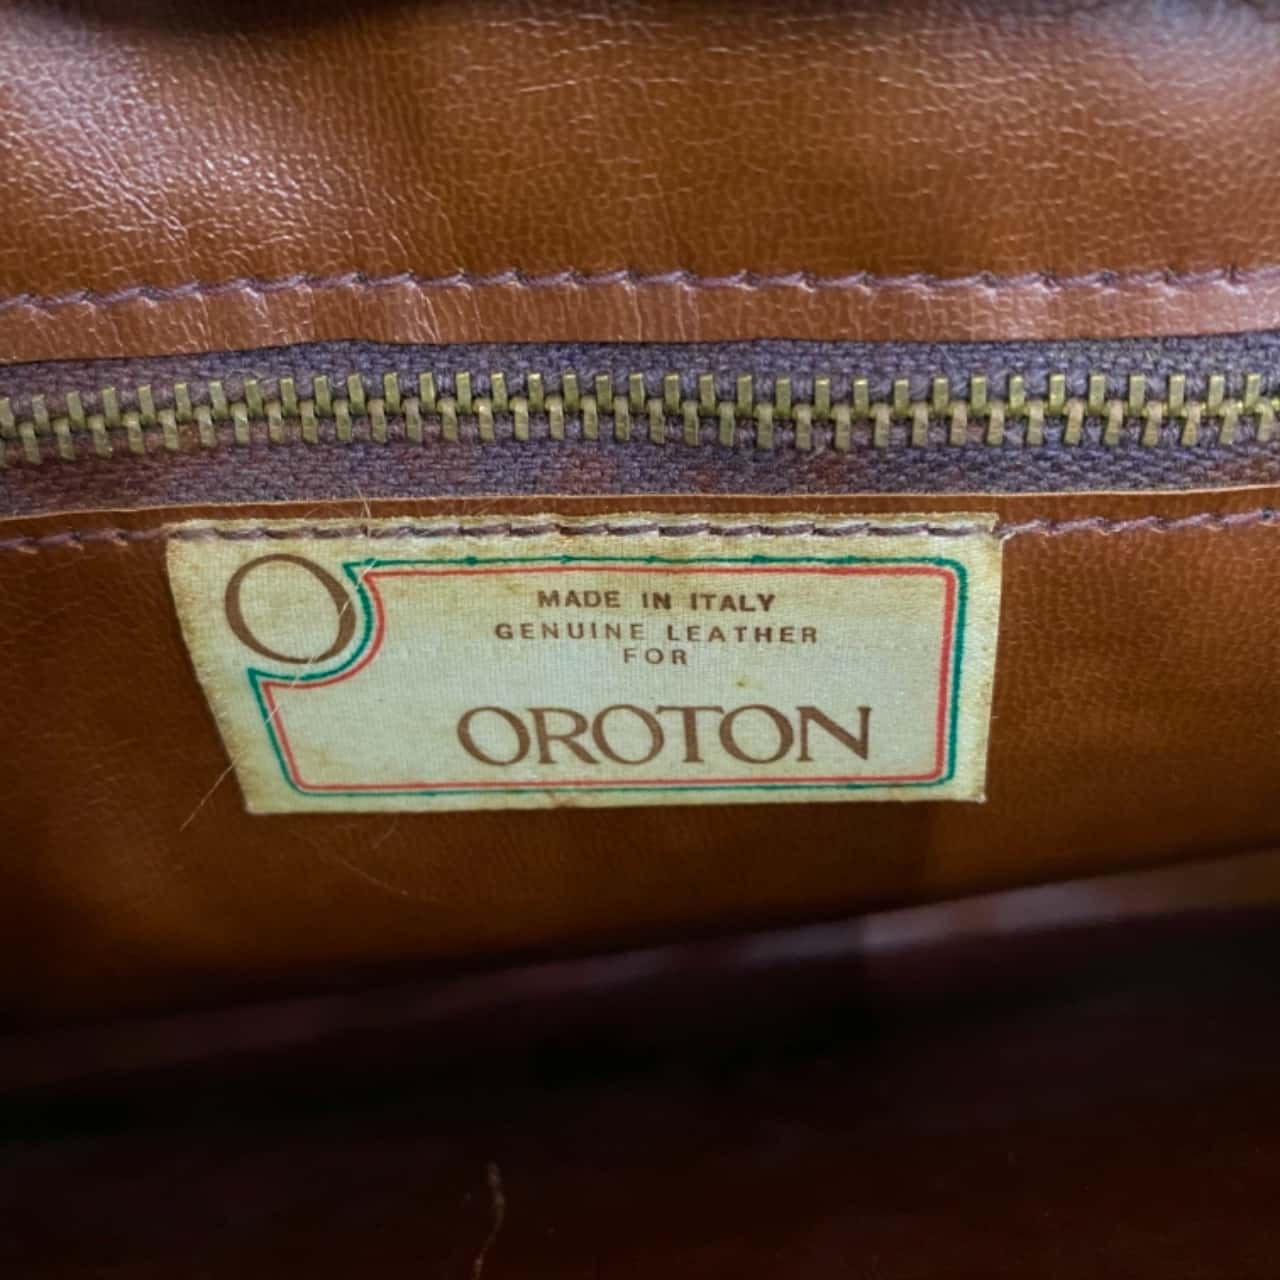 O
MADE IN ITALY
GENUINE LEATHER
FOR
OROTON